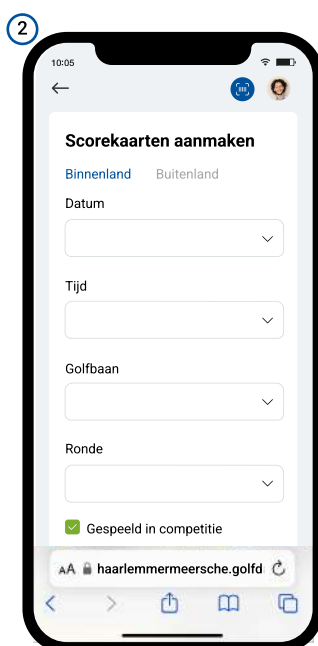 2
10:05
Scorekaarten aanmaken
Binnenland Buitenland
Datum
Tijd
Golfbaan
Ronde
Gespeeld in competitie
AA haarlemmermeersche.golfd